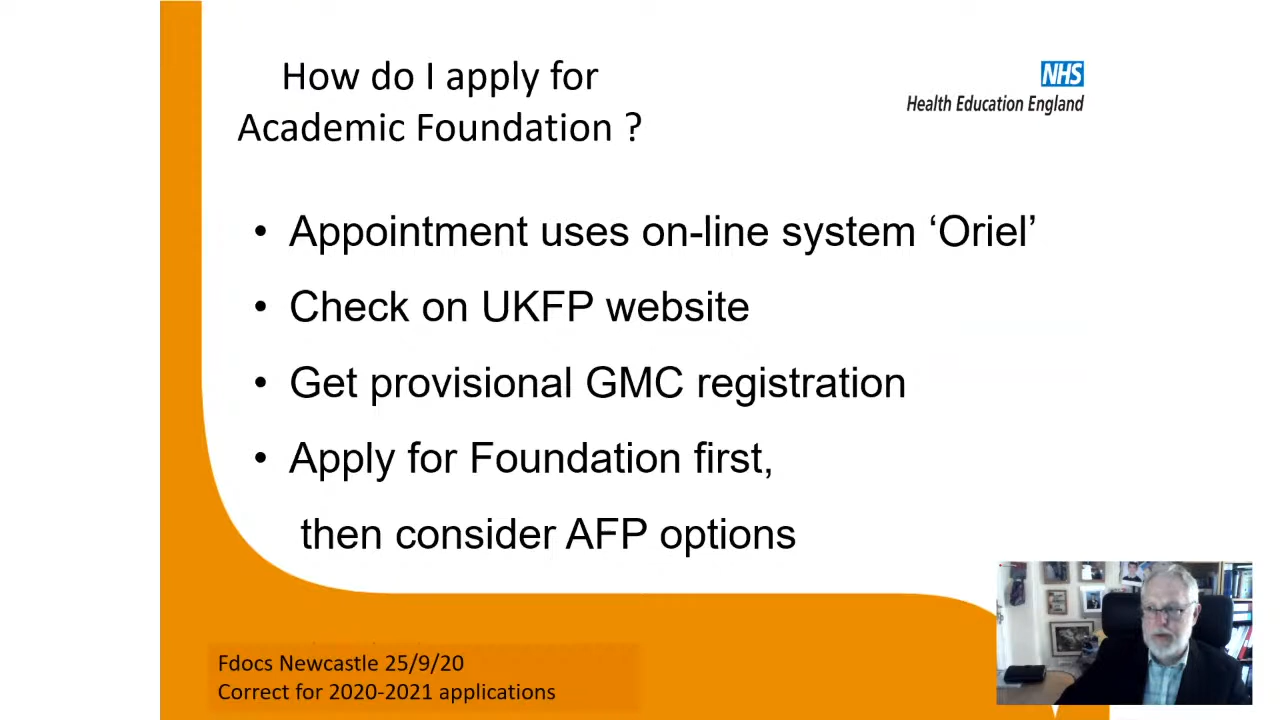 How do I apply for
Academic Foundation ?
NHS
Health Education England
• Appointment uses on-line system ‘Oriel’
• Check on UKFP website
• Get provisional GMC registration
• Apply for Foundation first,
then consider AFP options
Fdocs Newcastle 25/9/20
Correct for 2020-2021 applications